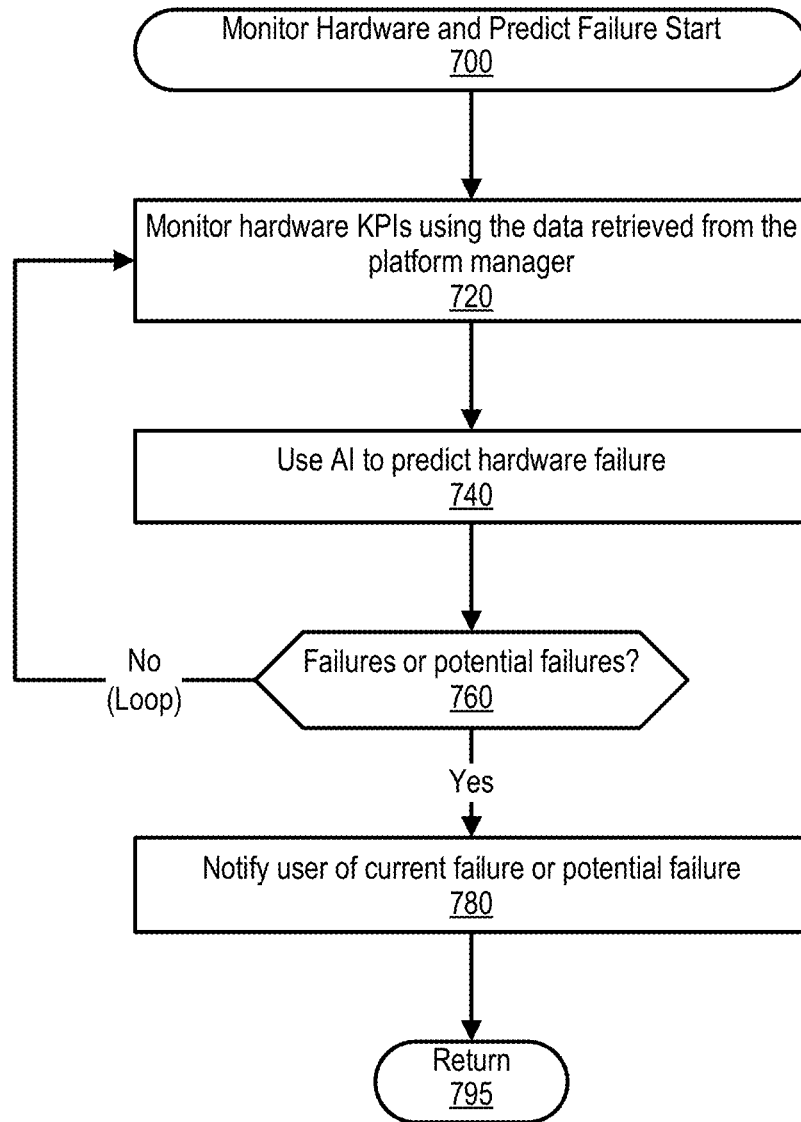 Monitor Hardware and Predict Failure Start
700
Monitor hardware KPIs using the data retrieved from the
platform manager
720
Use AI to predict hardware failure
740
Failures or potential failures?
760
No
(Loop)
Yes
Notify user of current failure or potential failure
780
Return
795